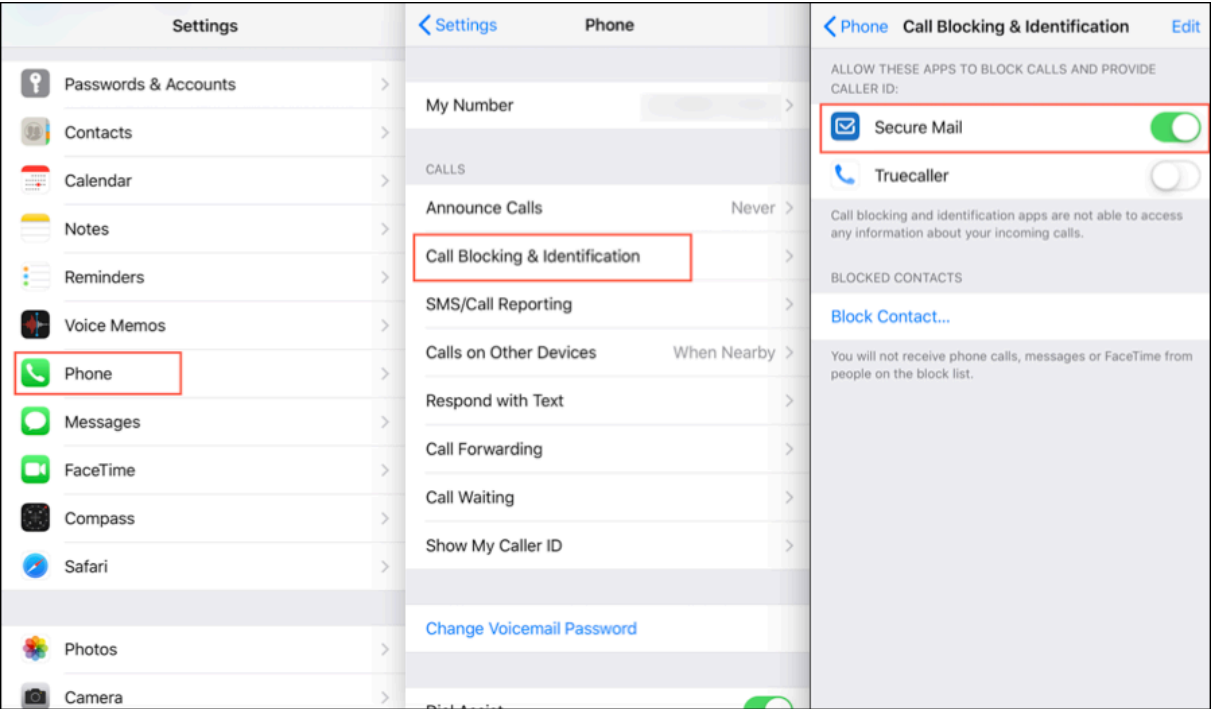 Settings
Passwords & Accounts
Contacts
Calendar
Notes
Reminders
Voice Memos
Phone
Messages
FaceTime
Compass
Safari
Photos
Camera
Settings
Phone
My Number
CALLS
Announce Calls Never
Call Blocking & Identification
SMS/Call Reporting
Calls on Other Devices When Nearby
Respond with Text
Call Forwarding
Call Waiting
Show My Caller ID
Change Voicemail Password
Dial Assist
Phone Call Blocking & Identification Edit
ALLOW THESE APPS TO BLOCK CALLS AND PROVIDE
CALLER ID:
Secure Mail
Truecaller
Call blocking and identification apps are not able to access
any information about your incoming calls.
BLOCKED CONTACTS
Block Contact...
You will not receive phone calls, messages or FaceTime from
people on the block list.